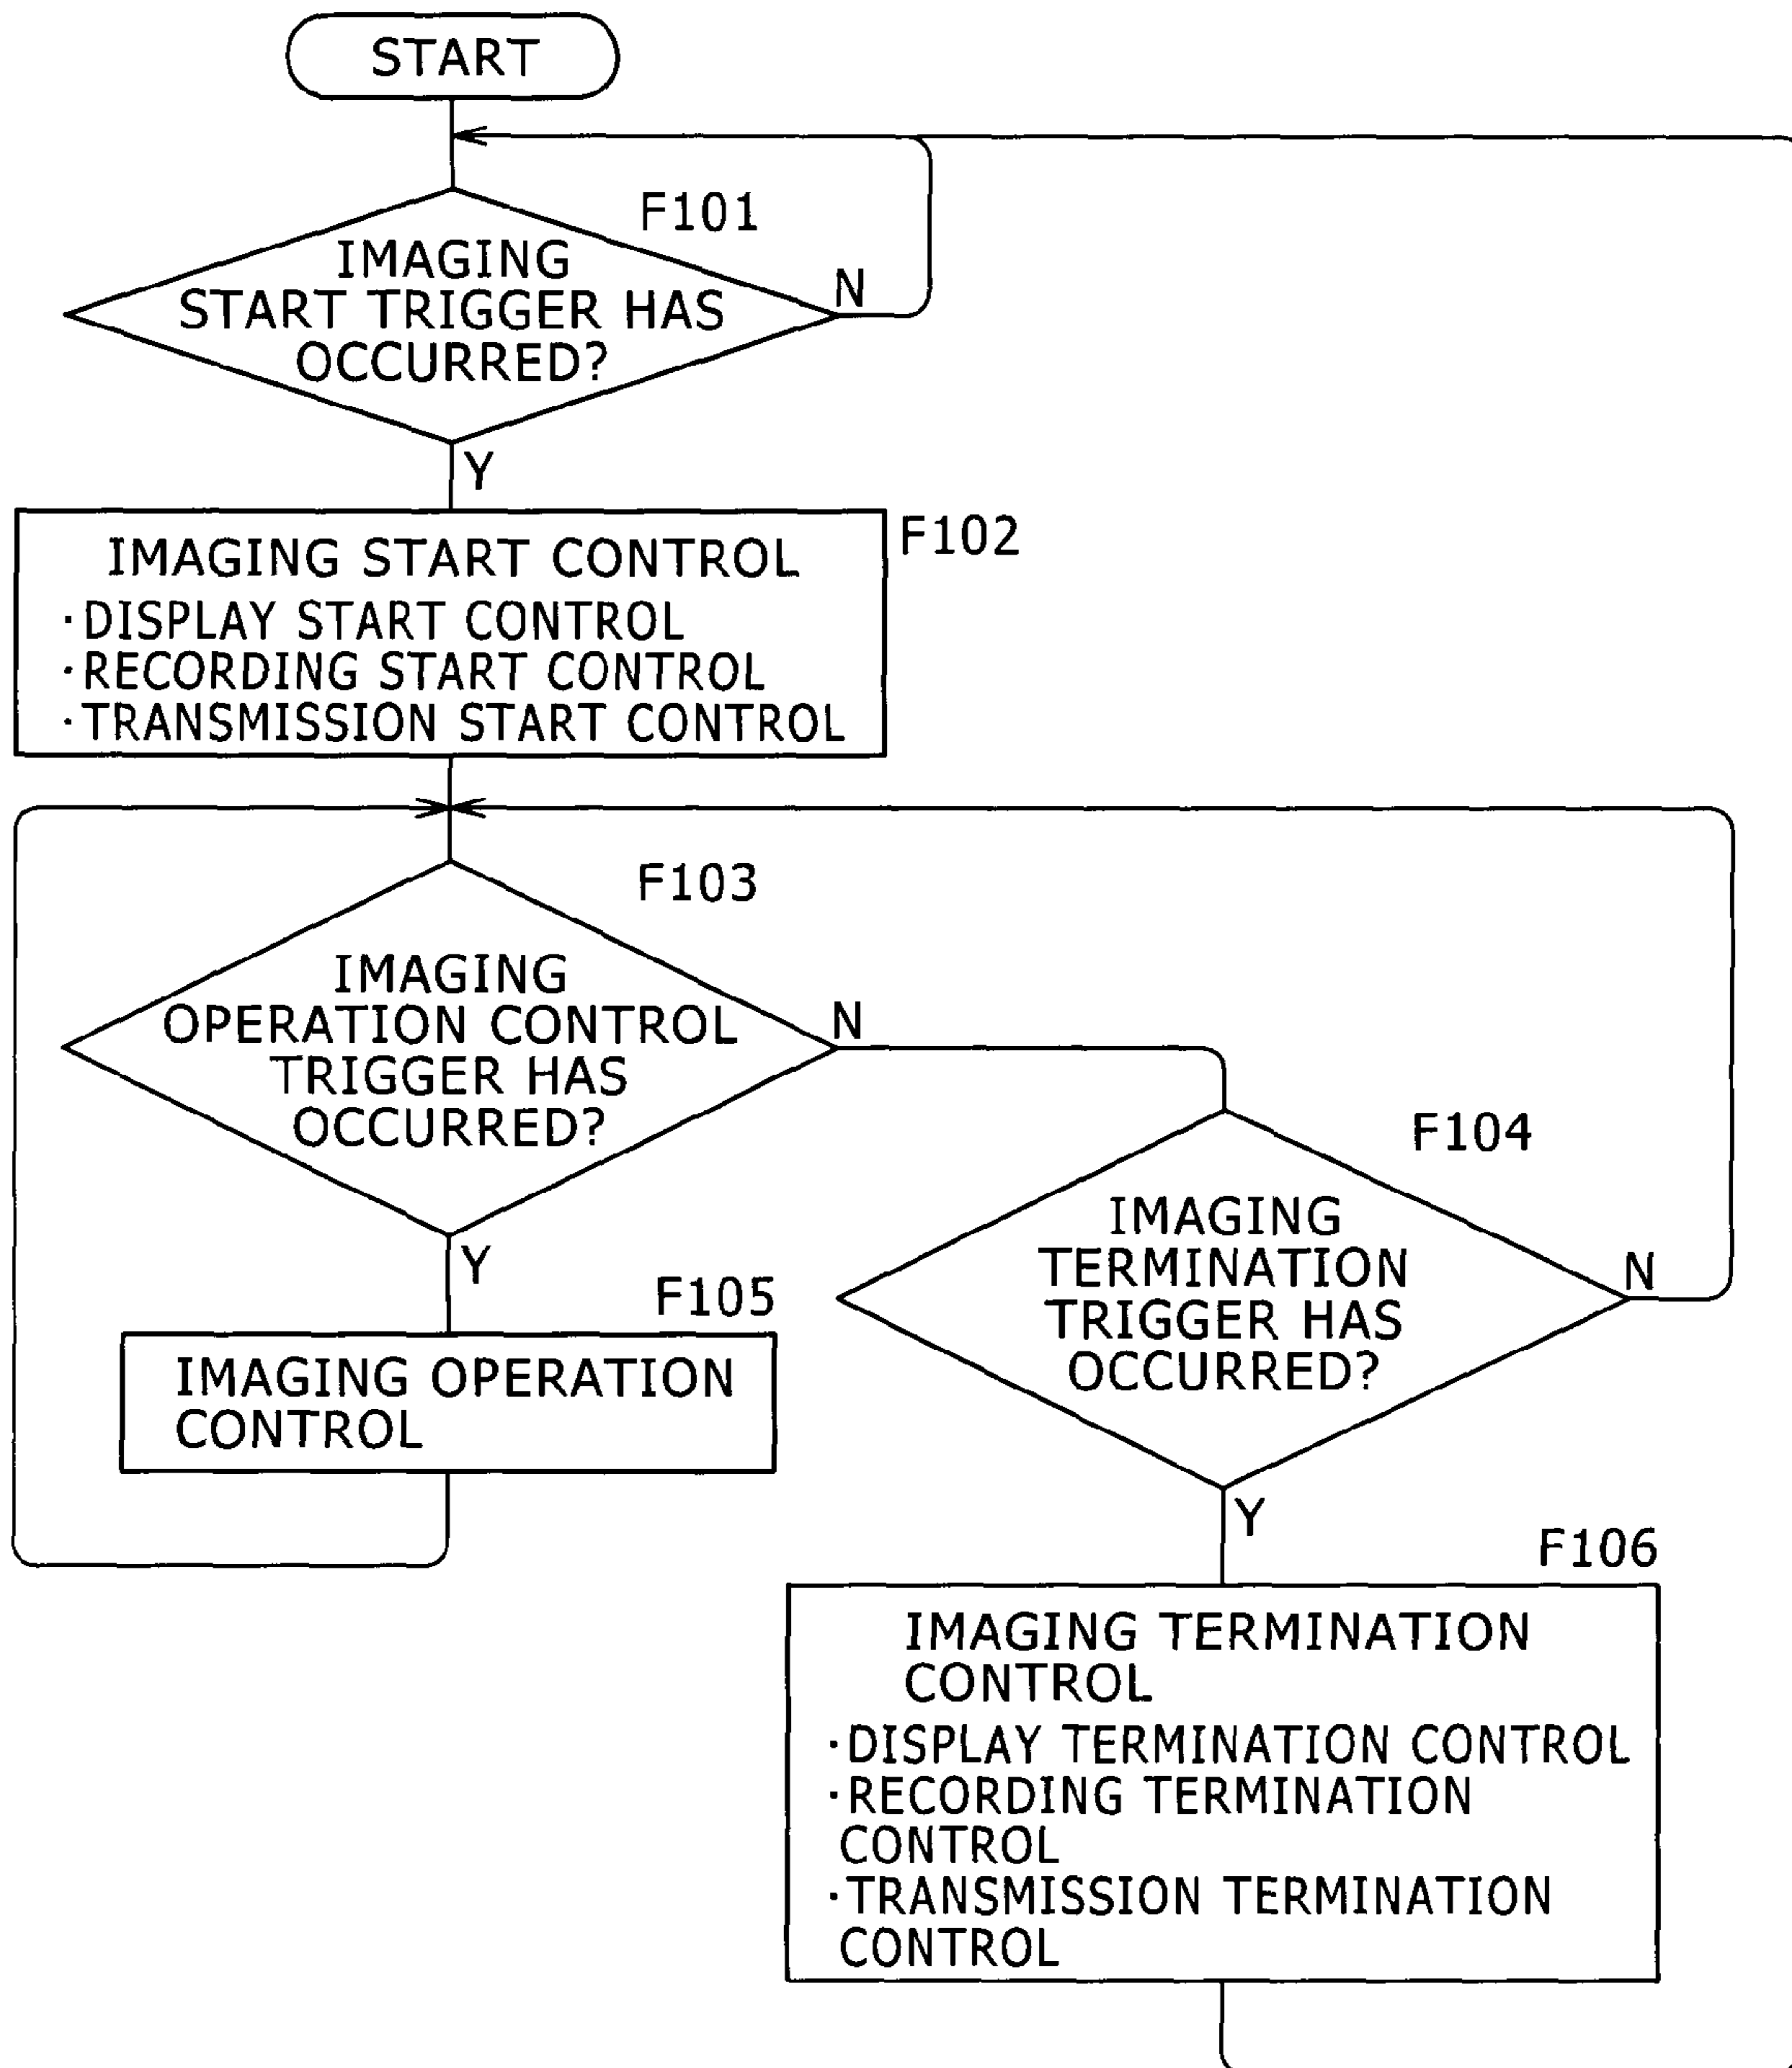 START
F101
IMAGING
START TRIGGER HAS
OCCURRED?
N
Y
F102
IMAGING START CONTROL
·DISPLAY START CONTROL
·RECORDING START CONTROL
·TRANSMISSION START CONTROL
F103
IMAGING
OPERATION CONTROL
TRIGGER HAS
OCCURRED?
N
Y
F104
IMAGING
TERMINATION
TRIGGER HAS
OCCURRED?
N
Y
F105
IMAGING OPERATION
CONTROL
F106
IMAGING TERMINATION
CONTROL
·DISPLAY TERMINATION CONTROL
·RECORDING TERMINATION
CONTROL
·TRANSMISSION TERMINATION
CONTROL